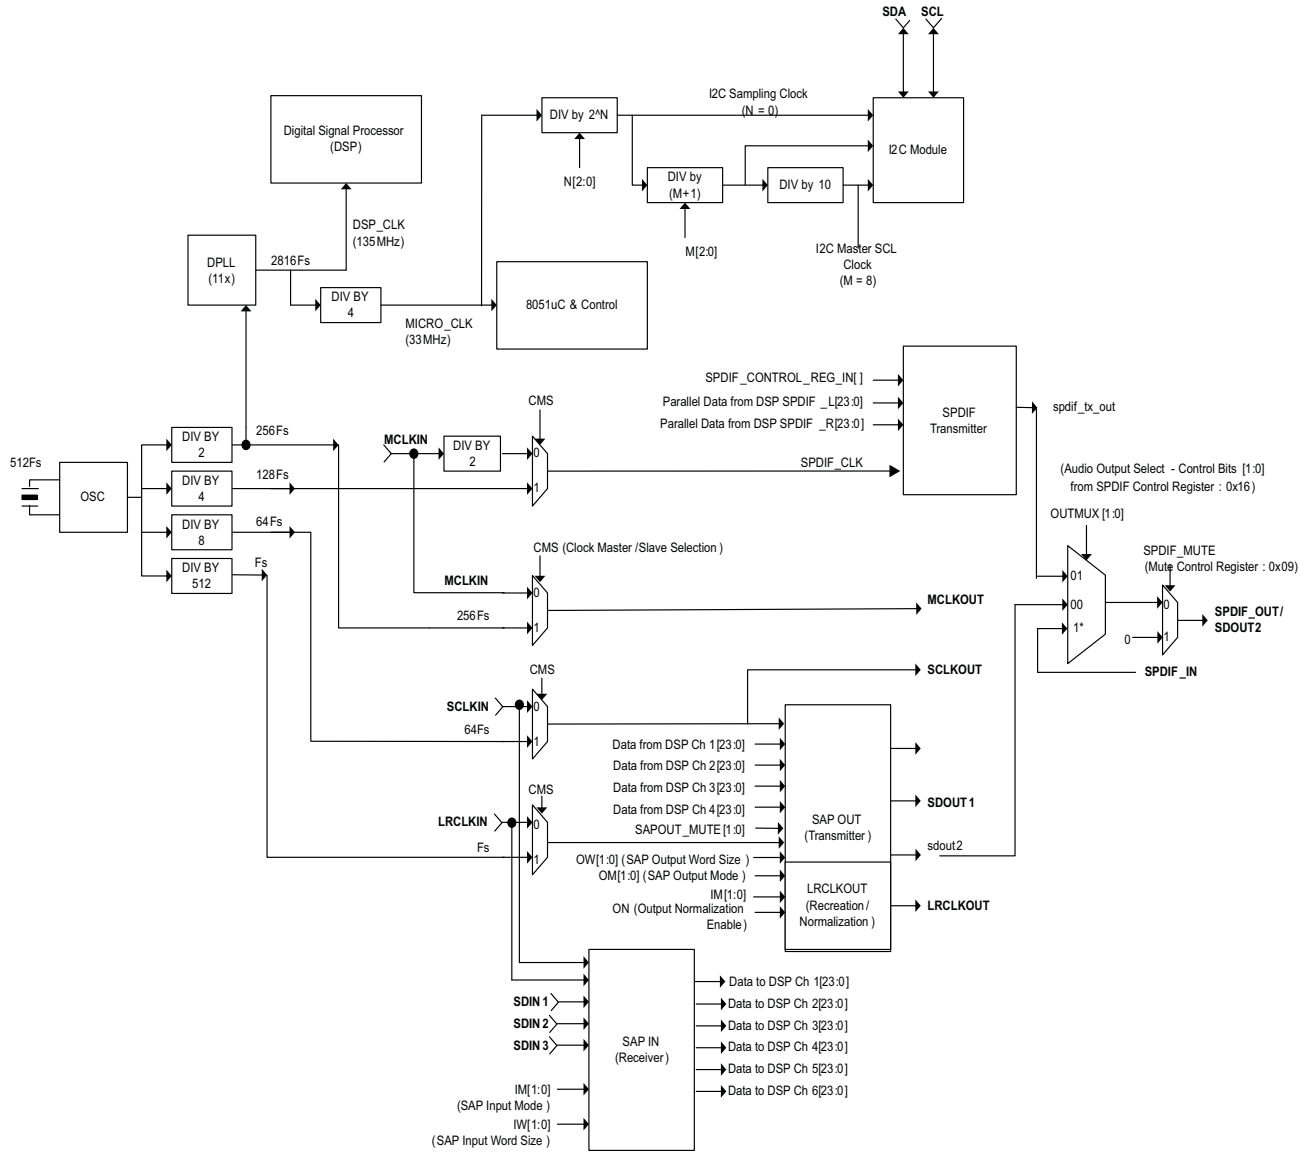 SDA SCL
I2C Sampling Clock
(N = 0)
DIV by 2^N
Digital Signal Processor
(DSP)
I2C Module
N[2:0]
DIV by
(M+1)
DIV by 10
DSP_CLK
(135MHz)
M[2:0]
I2C Master SCL
Clock
(M = 8)
DPLL
(11x)
2816Fs
DIV BY
4
8051uC & Control
MICRO_CLK
(33MHz)
SPDIF_CONTROL_REG_IN[ ]
Parallel Data from DSP SPDIF _L[23:0]
Parallel Data from DSP SPDIF _R[23:0]
SPDIF
Transmitter
spdif_tx_out
CMS
MCLKIN
DIV BY
2
0
1
SPDIF_CLK
512Fs
OSC
DIV BY
2
256Fs
DIV BY
4
128Fs
DIV BY
8
64Fs
DIV BY
512
Fs
(Audio Output Select - Control Bits [1:0]
from SPDIF Control Register : 0x16)
OUTMUX[1:0]
SPDIF_MUTE
(Mute Control Register : 0x09)
01
00
1*
0
1
0
SPDIF_OUT/
SDOUT2
SPDIF_IN
CMS (Clock Master /Slave Selection )
MCLKIN
0
256Fs
1
MCLKOUT
CMS
SCLKIN
0
64Fs
1
SCLKOUT
Data from DSP Ch 1[23:0]
Data from DSP Ch 2[23:0]
Data from DSP Ch 3[23:0]
Data from DSP Ch 4[23:0]
SAPOUT_MUTE[1:0]
CMS
LRCLKIN
0
Fs
1
OW[1:0] (SAP Output Word Size )
OM[1:0] (SAP Output Mode )
IM[1:0]
ON (Output Normalization
Enable)
SAP OUT
(Transmitter )
SDOUT1
sdout2
LRCLKOUT
(Recreation /
Normalization )
LRCLKOUT
SDIN1
SDIN2
SDIN3
IM[1:0]
(SAP Input Mode )
IW[1:0]
(SAP Input Word Size )
SAP IN
(Receiver )
Data to DSP Ch 1[23:0]
Data to DSP Ch 2[23:0]
Data to DSP Ch 3[23:0]
Data to DSP Ch 4[23:0]
Data to DSP Ch 5[23:0]
Data to DSP Ch 6[23:0]